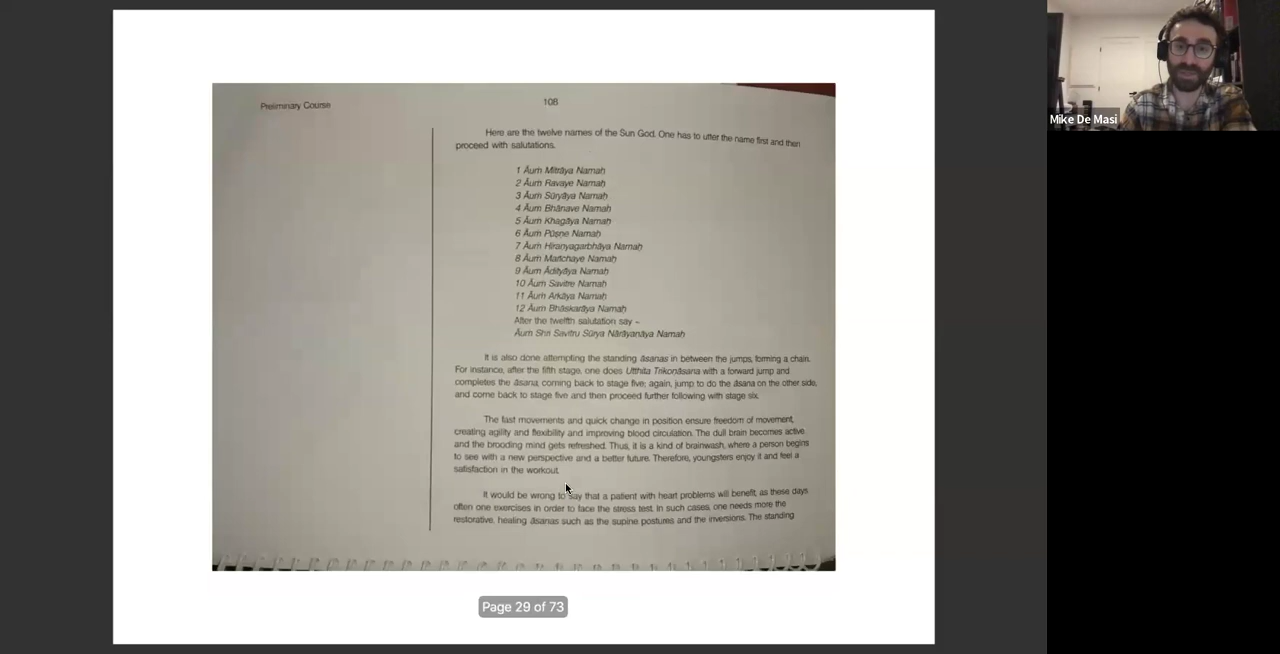 Preliminary Course
108
Here are the twelve names of the Sun God. One has to utter the name first and then
proceed with salutations.
1 Āuṁ Mitrāya Namaḥ
2 Āuṁ Ravaye Namaḥ
3 Āuṁ Sūryāya Namaḥ
4 Āuṁ Bhānave Namaḥ
5 Āuṁ Khagāya Namaḥ
6 Āuṁ Pūṣṇe Namaḥ
7 Āuṁ Hiraṇyagarbhāya Namaḥ
8 Āuṁ Marīchaye Namaḥ
9 Āuṁ Ādityāya Namaḥ
10 Āuṁ Savitre Namaḥ
11 Āuṁ Arkāya Namaḥ
12 Āuṁ Bhāskarāya Namaḥ
After the twelfth salutation say –
Āuṁ Shri Savitru Sūrya Nārāyaṇāya Namaḥ
It is also done attempting the standing āsanas in between the jumps, forming a chain.
For instance, after the fifth stage, one does Utthita Trikoṇāsana with a forward jump and
completes the āsana, coming back to stage five; again, jump to do the āsana on the other side,
and come back to stage five and then proceed further following with stage six.
The fast movements and quick change in position ensure freedom of movement,
creating agility and flexibility and improving blood circulation. The dull brain becomes active
and the brooding mind gets refreshed. Thus, it is a kind of brainwash, where a person begins
to see with a new perspective and a better future. Therefore, youngsters enjoy it and feel a
satisfaction in the workout.
It would be wrong to say that a patient with heart problems will benefit, as these days
often one exercises in order to face the stress test. In such cases, one needs more the
restorative, healing āsanas such as the supine postures and the inversions. The standing
Page 29 of 73
Mike De Masi